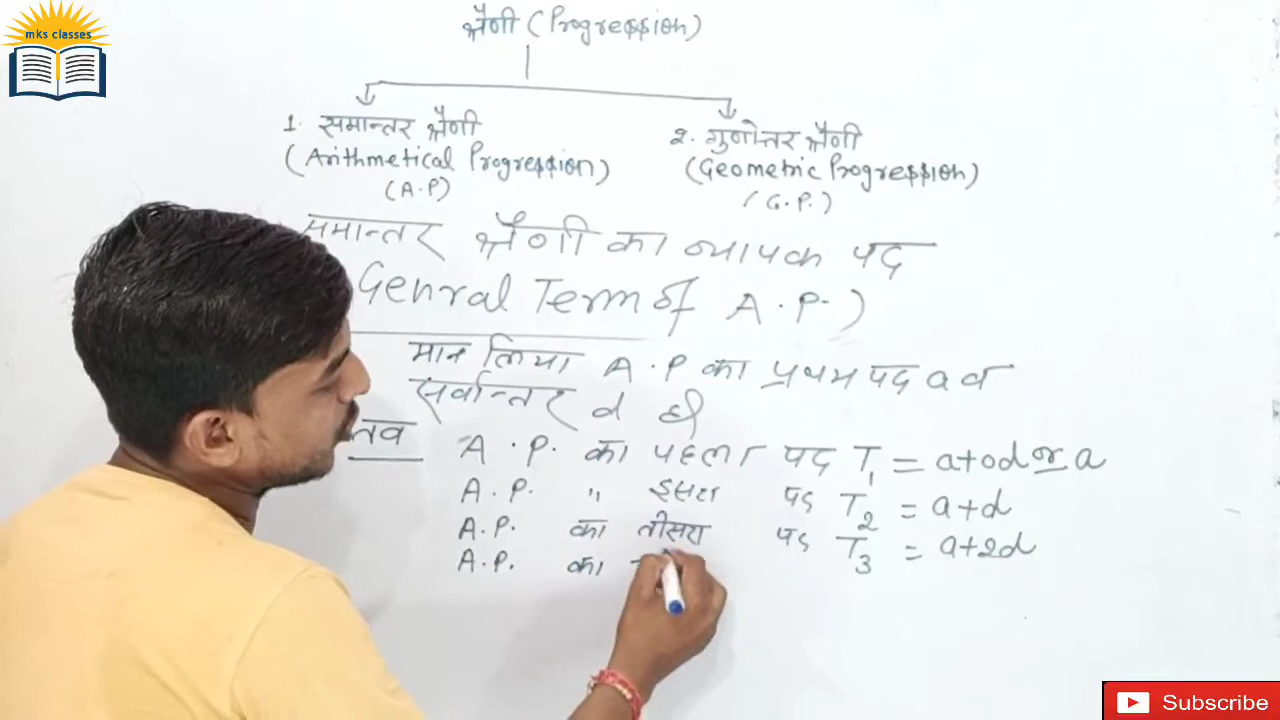 mks classes
श्रेणी (Progression)
1. समान्तर श्रेणी
(Arithmetical Progression)
(A.P)
2. गुणोत्तर श्रेणी
(Geometric Progression)
(G.P.)
समान्तर श्रेणी का व्यापक पद
Genral Term of A.P.)
मान लिया A.P का प्रथम पद a व
सर्वान्तर d है
तब A.P. का पहला पद T1 = a+0d or a
A.P. " दूसरा पद T2 = a+d
A.P. का तीसरा पद T3 = a+2d
A.P. का
Subscribe